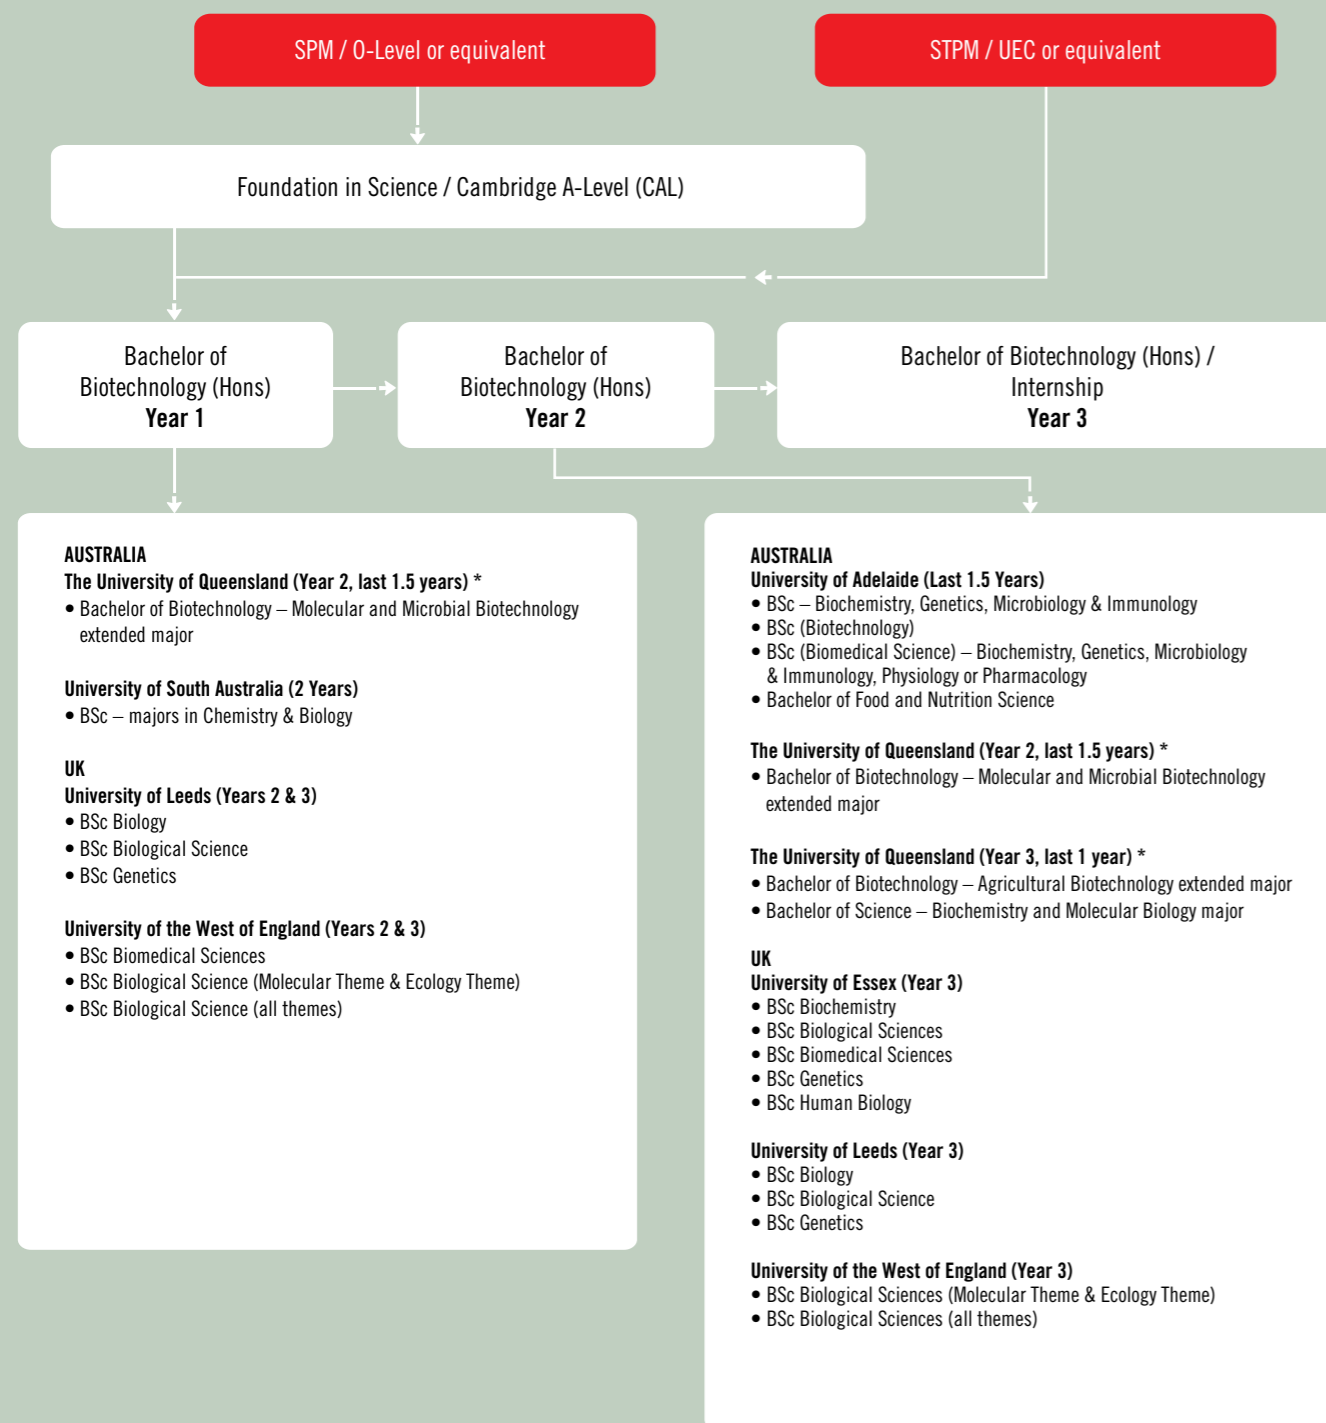 SPM / O-Level or equivalent
STPM / UEC or equivalent
Foundation in Science / Cambridge A-Level (CAL)
Bachelor of
Biotechnology (Hons)
Year 1
Bachelor of
Biotechnology (Hons)
Year 2
Bachelor of Biotechnology (Hons) /
Internship
Year 3
AUSTRALIA
The University of Queensland (Year 2, last 1.5 years) *
• Bachelor of Biotechnology – Molecular and Microbial Biotechnology
extended major
University of South Australia (2 Years)
• BSc – majors in Chemistry & Biology
UK
University of Leeds (Years 2 & 3)
• BSc Biology
• BSc Biological Science
• BSc Genetics
University of the West of England (Years 2 & 3)
• BSc Biomedical Sciences
• BSc Biological Science (Molecular Theme & Ecology Theme)
• BSc Biological Science (all themes)
AUSTRALIA
University of Adelaide (Last 1.5 Years)
• BSc – Biochemistry, Genetics, Microbiology & Immunology
• BSc (Biotechnology)
• BSc (Biomedical Science) – Biochemistry, Genetics, Microbiology
& Immunology, Physiology or Pharmacology
• Bachelor of Food and Nutrition Science
The University of Queensland (Year 2, last 1.5 years) *
• Bachelor of Biotechnology – Molecular and Microbial Biotechnology
extended major
The University of Queensland (Year 3, last 1 year) *
• Bachelor of Biotechnology – Agricultural Biotechnology extended major
• Bachelor of Science – Biochemistry and Molecular Biology major
UK
University of Essex (Year 3)
• BSc Biochemistry
• BSc Biological Sciences
• BSc Biomedical Sciences
• BSc Genetics
• BSc Human Biology
University of Leeds (Year 3)
• BSc Biology
• BSc Biological Science
• BSc Genetics
University of the West of England (Year 3)
• BSc Biological Sciences (Molecular Theme & Ecology Theme)
• BSc Biological Sciences (all themes)